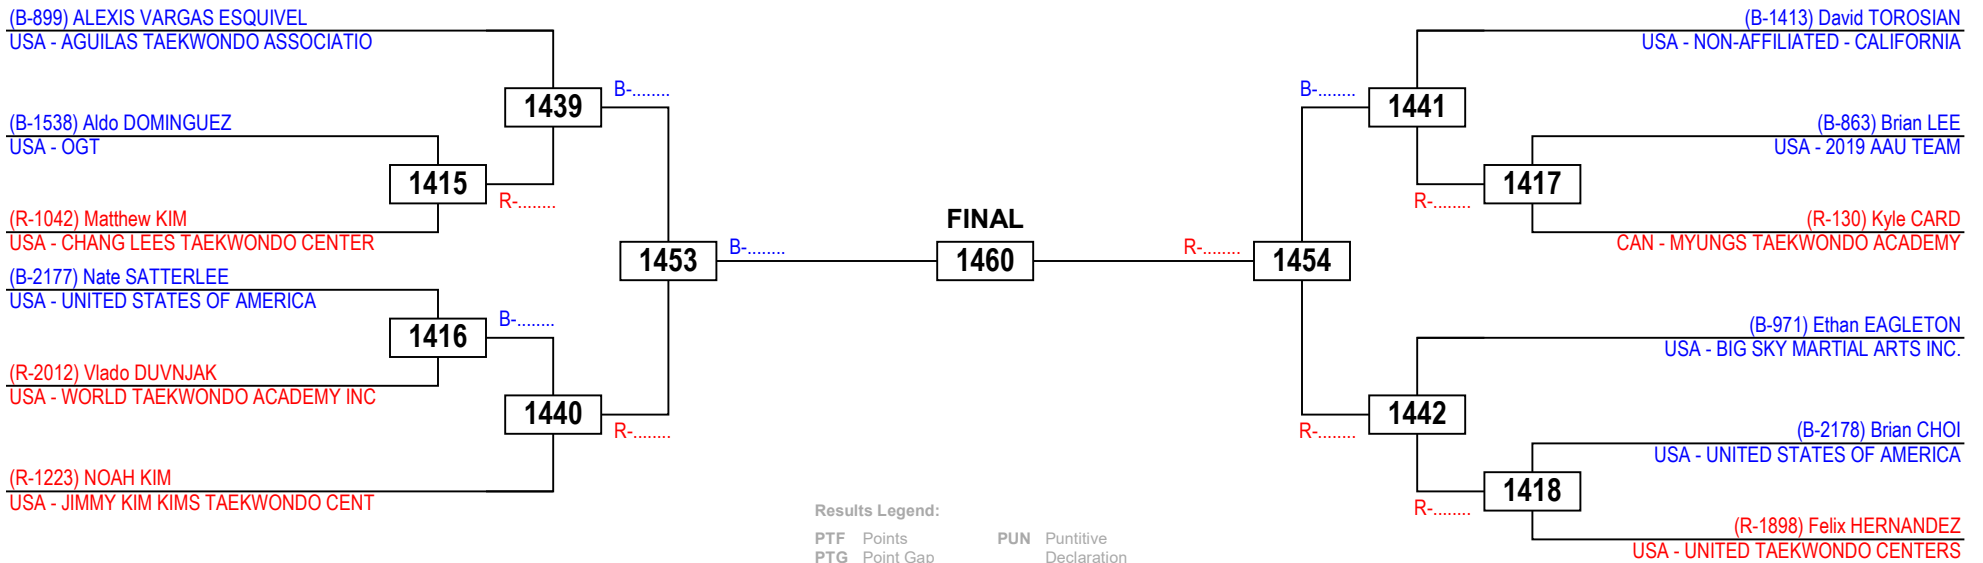 (B-899) ALEXIS VARGAS ESQUIVEL
USA - AGUILAS TAEKWONDO ASSOCIATIO
(B-1538) Aldo DOMINGUEZ
USA - OGT
(R-1042) Matthew KIM
USA - CHANG LEES TAEKWONDO CENTER
(B-2177) Nate SATTERLEE
USA - UNITED STATES OF AMERICA
(R-2012) Vlado DUVNJAK
USA - WORLD TAEKWONDO ACADEMY INC
(R-1223) NOAH KIM
USA - JIMMY KIM KIMS TAEKWONDO CENT
1415
R-........
1416
B-........
1439
B-........
1440
R-........
1453
B-........
FINAL
1460
R-........
1454
B-........
1441
R-........
1442
R-........
1417
R-........
1418
(B-1413) David TOROSIAN
USA - NON-AFFILIATED - CALIFORNIA
(B-863) Brian LEE
USA - 2019 AAU TEAM
(R-130) Kyle CARD
CAN - MYUNGS TAEKWONDO ACADEMY
(B-971) Ethan EAGLETON
USA - BIG SKY MARTIAL ARTS INC.
(B-2178) Brian CHOI
USA - UNITED STATES OF AMERICA
(R-1898) Felix HERNANDEZ
USA - UNITED TAEKWONDO CENTERS
Results Legend:
PTF Points
PTG Point Gap
PUN Puntitive
Declaration